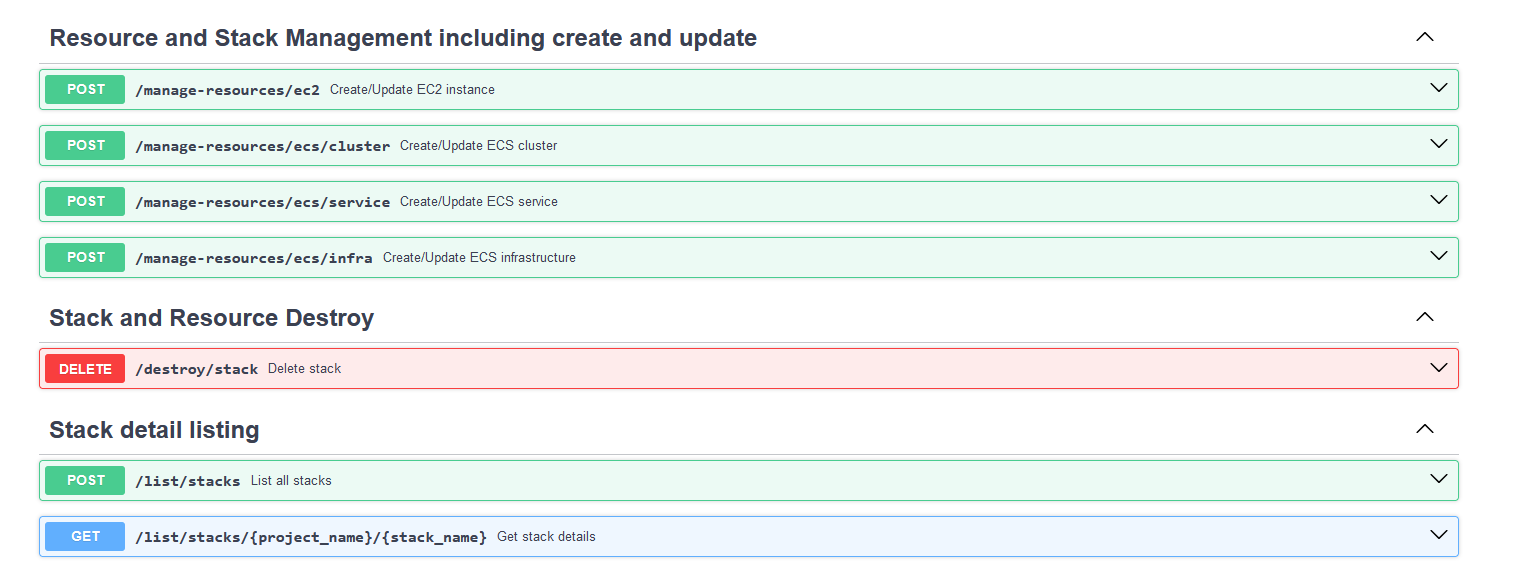 Resource and Stack Management including create and update
POST /manage-resources/ec2 Create/Update EC2 instance
POST /manage-resources/ecs/cluster Create/Update ECS cluster
POST /manage-resources/ecs/service Create/Update ECS service
POST /manage-resources/ecs/infra Create/Update ECS infrastructure
Stack and Resource Destroy
DELETE /destroy/stack Delete stack
Stack detail listing
POST /list/stacks List all stacks
GET /list/stacks/{project_name}/{stack_name} Get stack details